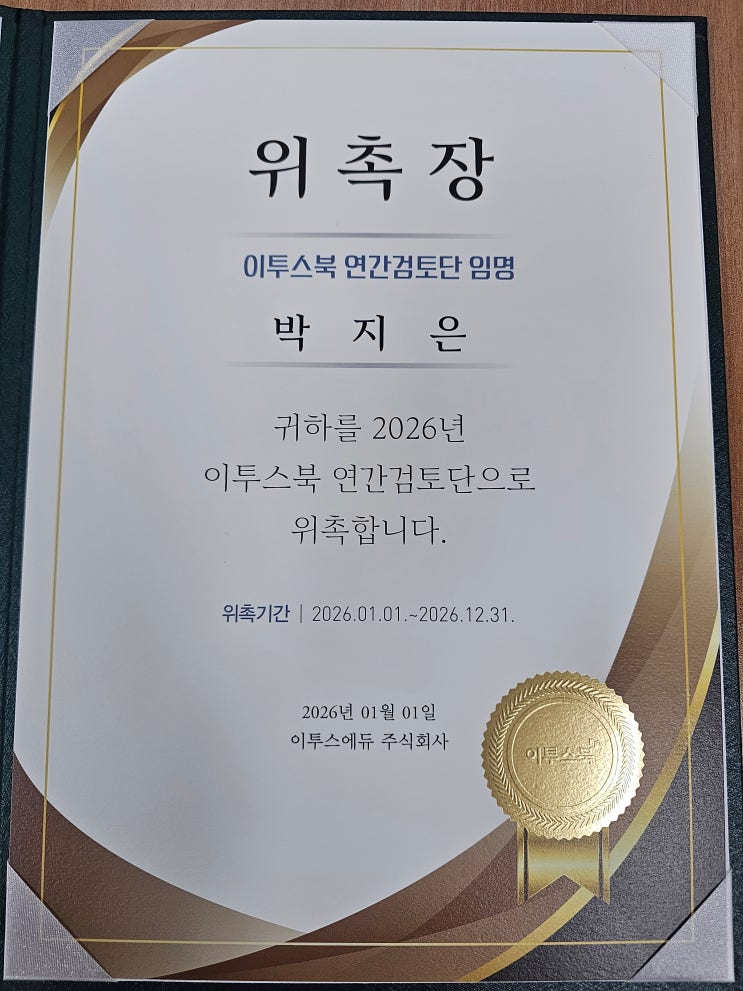 위촉장
이투스북 연간검토단 임명
박 지 은
귀하를 2026년
이투스북 연간검토단으로
위촉합니다.
위촉기간 | 2026.01.01.~2026.12.31.
2026년 01월 01일
이투스에듀 주식회사
이투스북